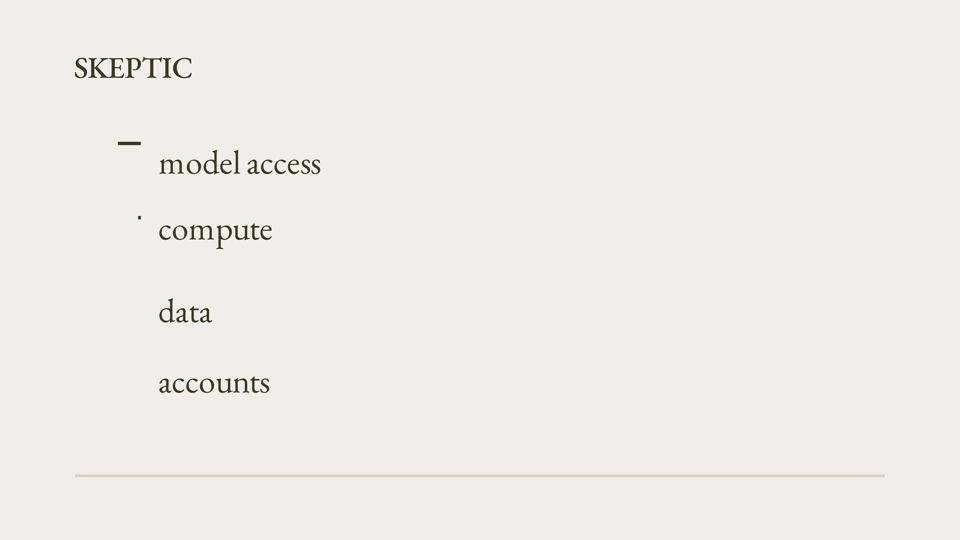 SKEPTIC
– model access
· compute
data
accounts